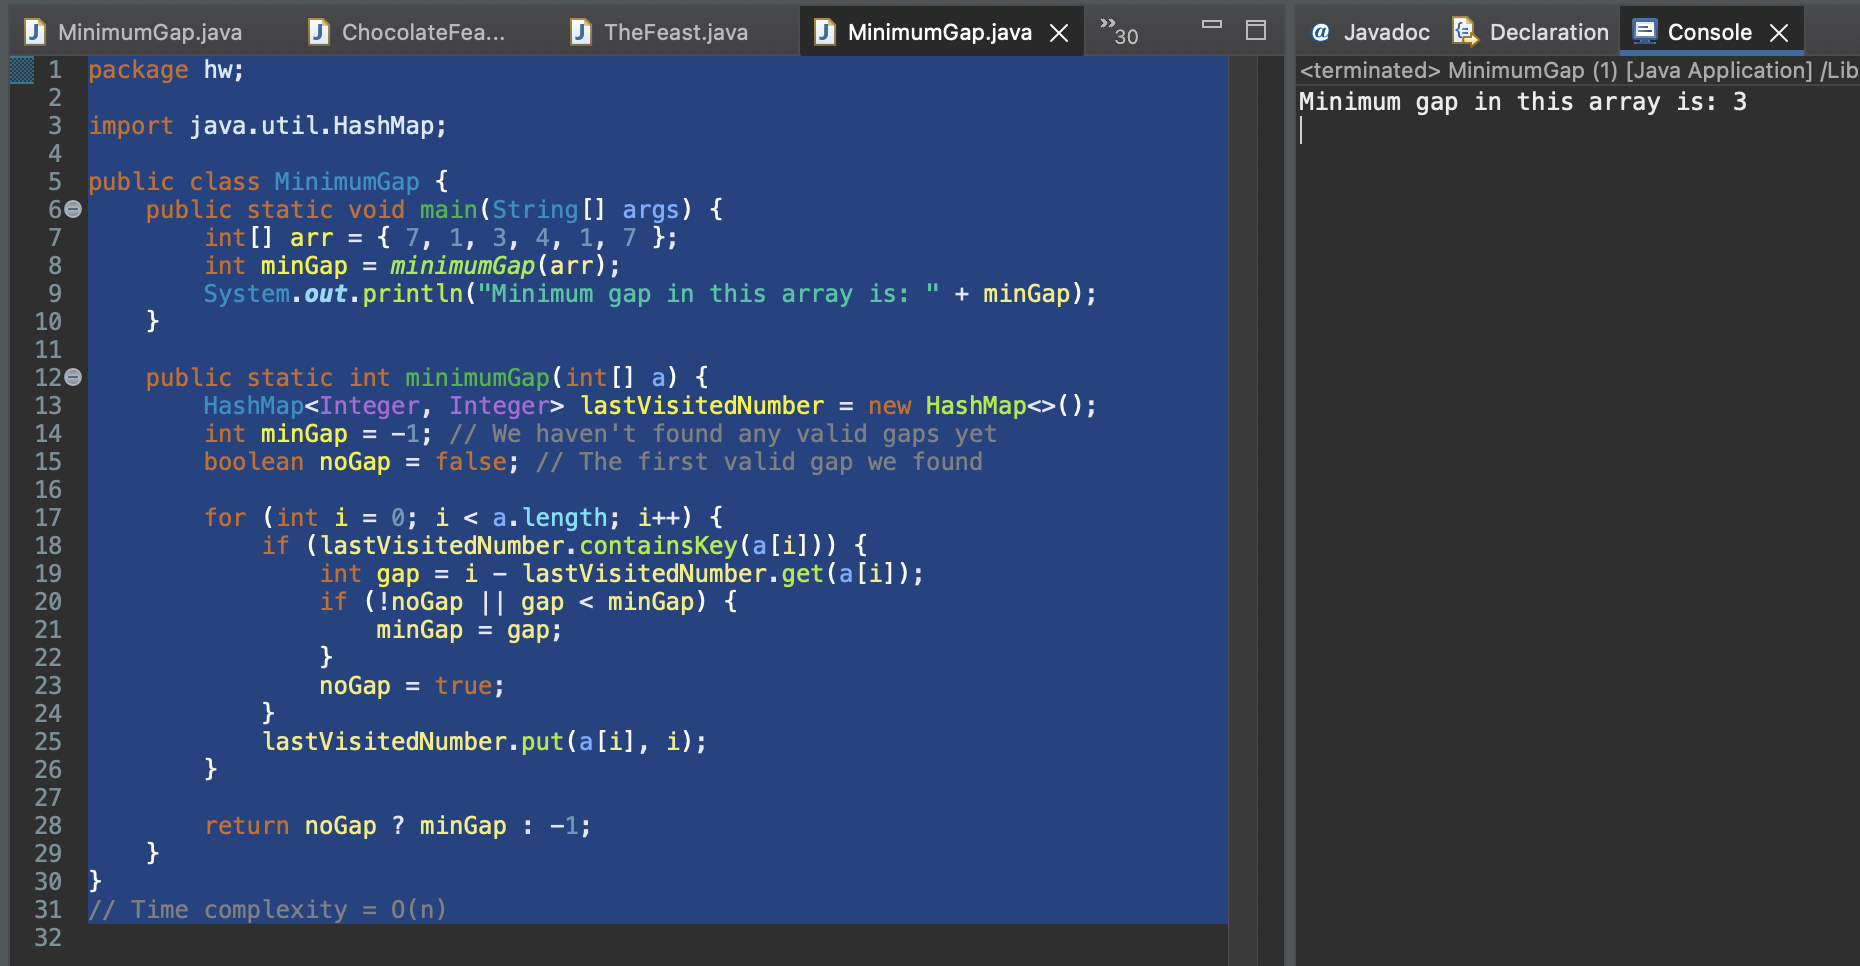 MinimumGap.java
ChocolateFea...
TheFeast.java
MinimumGap.java
»30
1 package hw;
2
3 import java.util.HashMap;
4
5 public class MinimumGap {
6 public static void main(String[] args) {
7 int[] arr = { 7, 1, 3, 4, 1, 7 };
8 int minGap = minimumGap(arr);
9 System.out.println("Minimum gap in this array is: " + minGap);
10 }
11
12 public static int minimumGap(int[] a) {
13 HashMap<Integer, Integer> lastVisitedNumber = new HashMap<>();
14 int minGap = -1; // We haven't found any valid gaps yet
15 boolean noGap = false; // The first valid gap we found
16
17 for (int i = 0; i < a.length; i++) {
18 if (lastVisitedNumber.containsKey(a[i])) {
19 int gap = i - lastVisitedNumber.get(a[i]);
20 if (!noGap || gap < minGap) {
21 minGap = gap;
22 }
23 noGap = true;
24 }
25 lastVisitedNumber.put(a[i], i);
26 }
27
28 return noGap ? minGap : -1;
29 }
30 }
31 // Time complexity = O(n)
32
@ Javadoc
Declaration
Console
<terminated> MinimumGap (1) [Java Application] /Lib
Minimum gap in this array is: 3